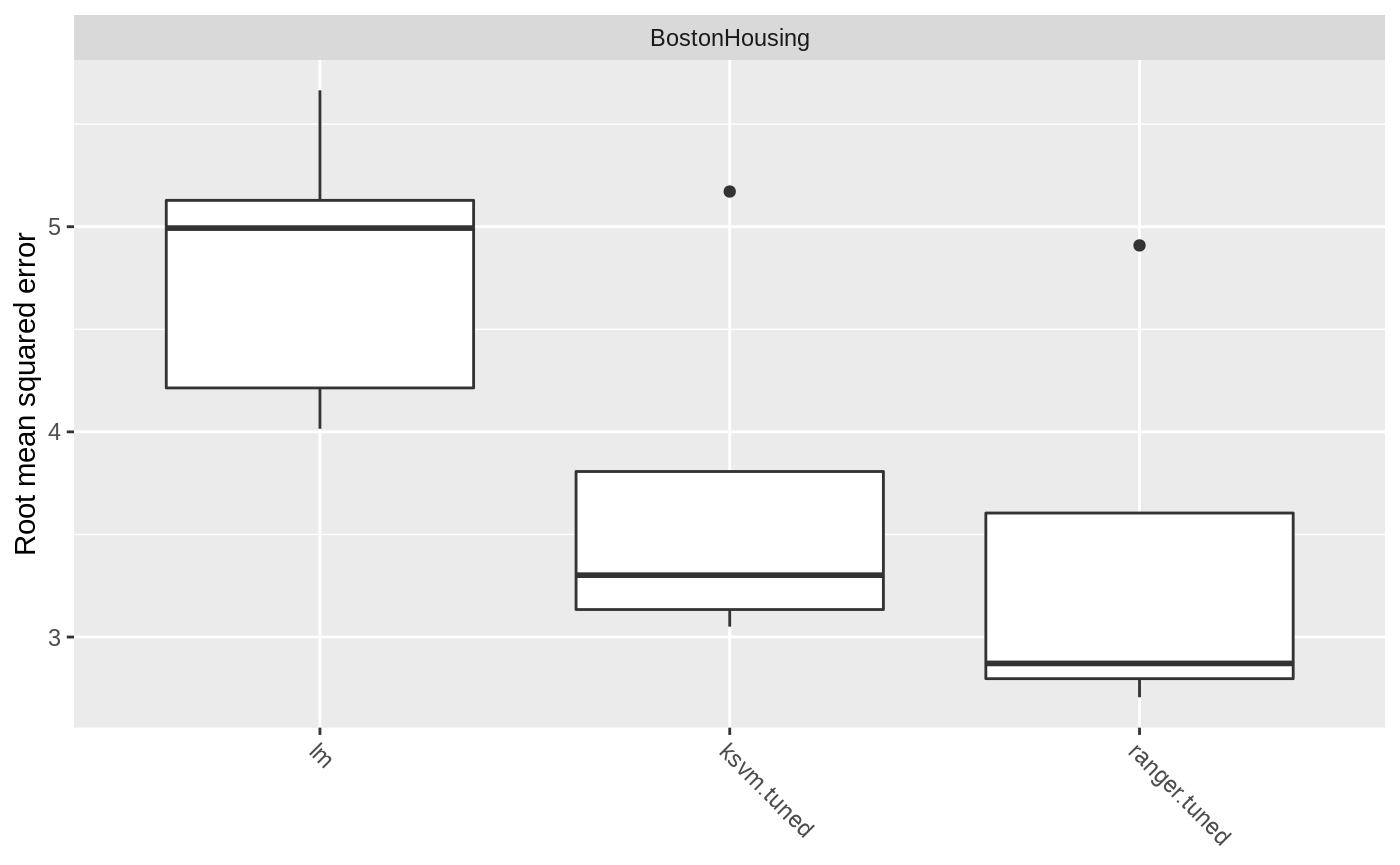 BostonHousing
Root mean squared error
5
4
3
lm
ksvm.tuned
ranger.tuned